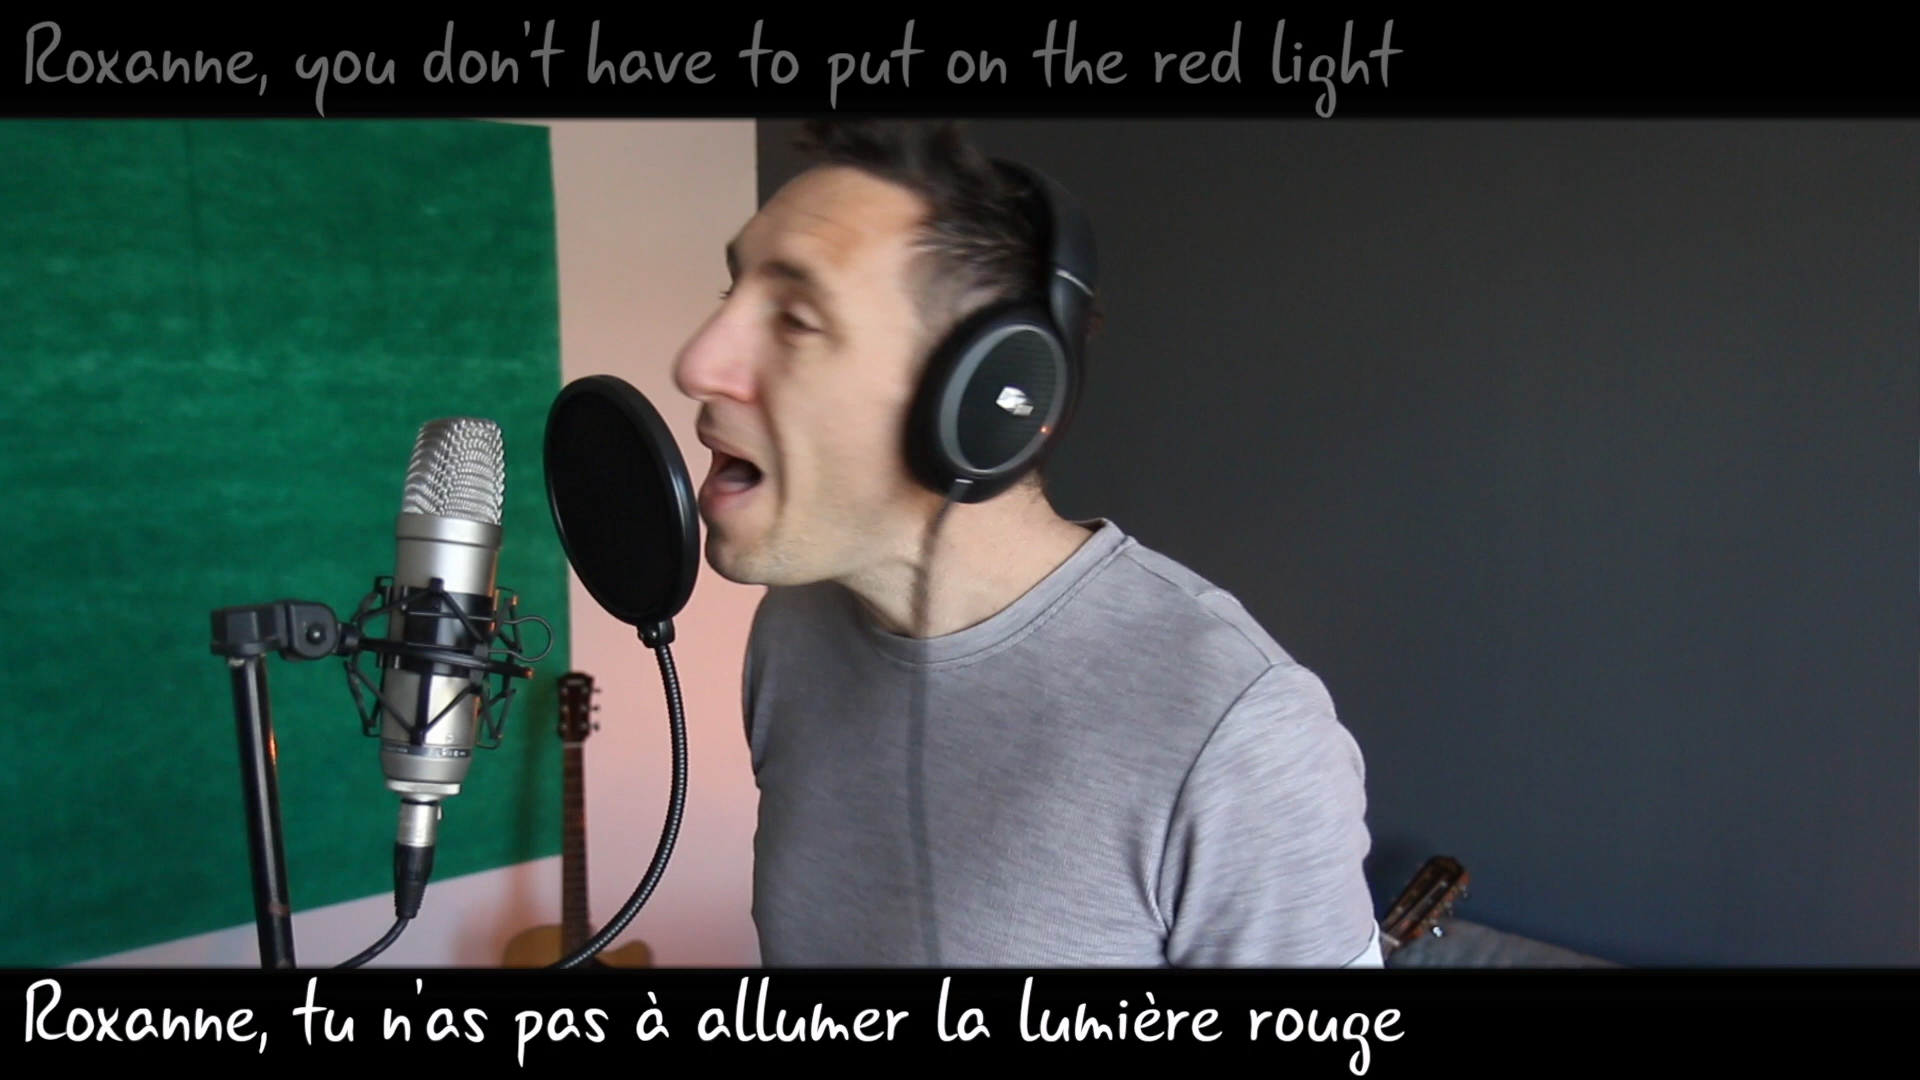 Roxanne, you don't have to put on the red light
Roxanne, tu n'as pas à allumer la lumière rouge